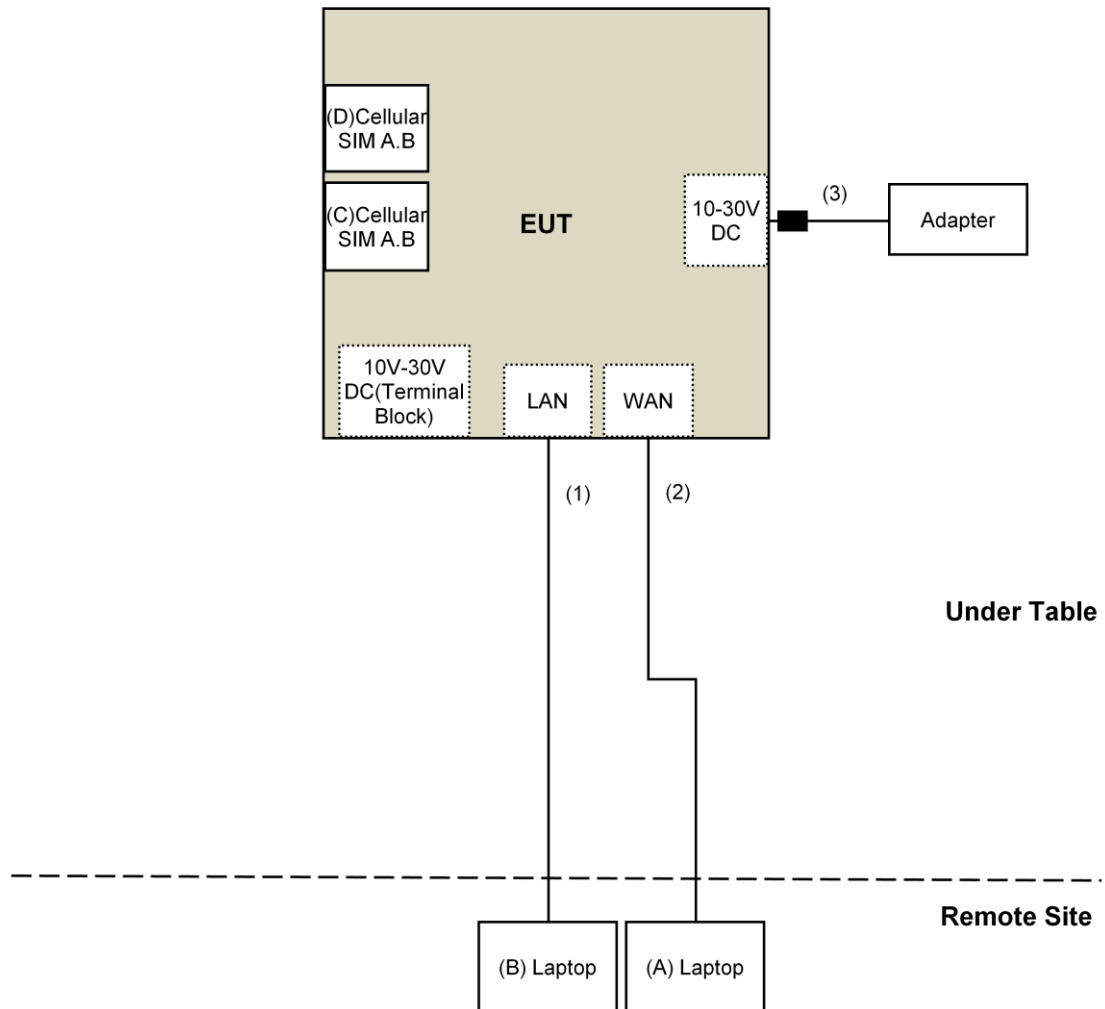 (D)Cellular
SIM A.B
(C)Cellular
SIM A.B
EUT
10-30V
DC
(3)
Adapter
10V-30V
DC(Terminal
Block)
LAN
WAN
(1)
(2)
Under Table
Remote Site
(B) Laptop
(A) Laptop